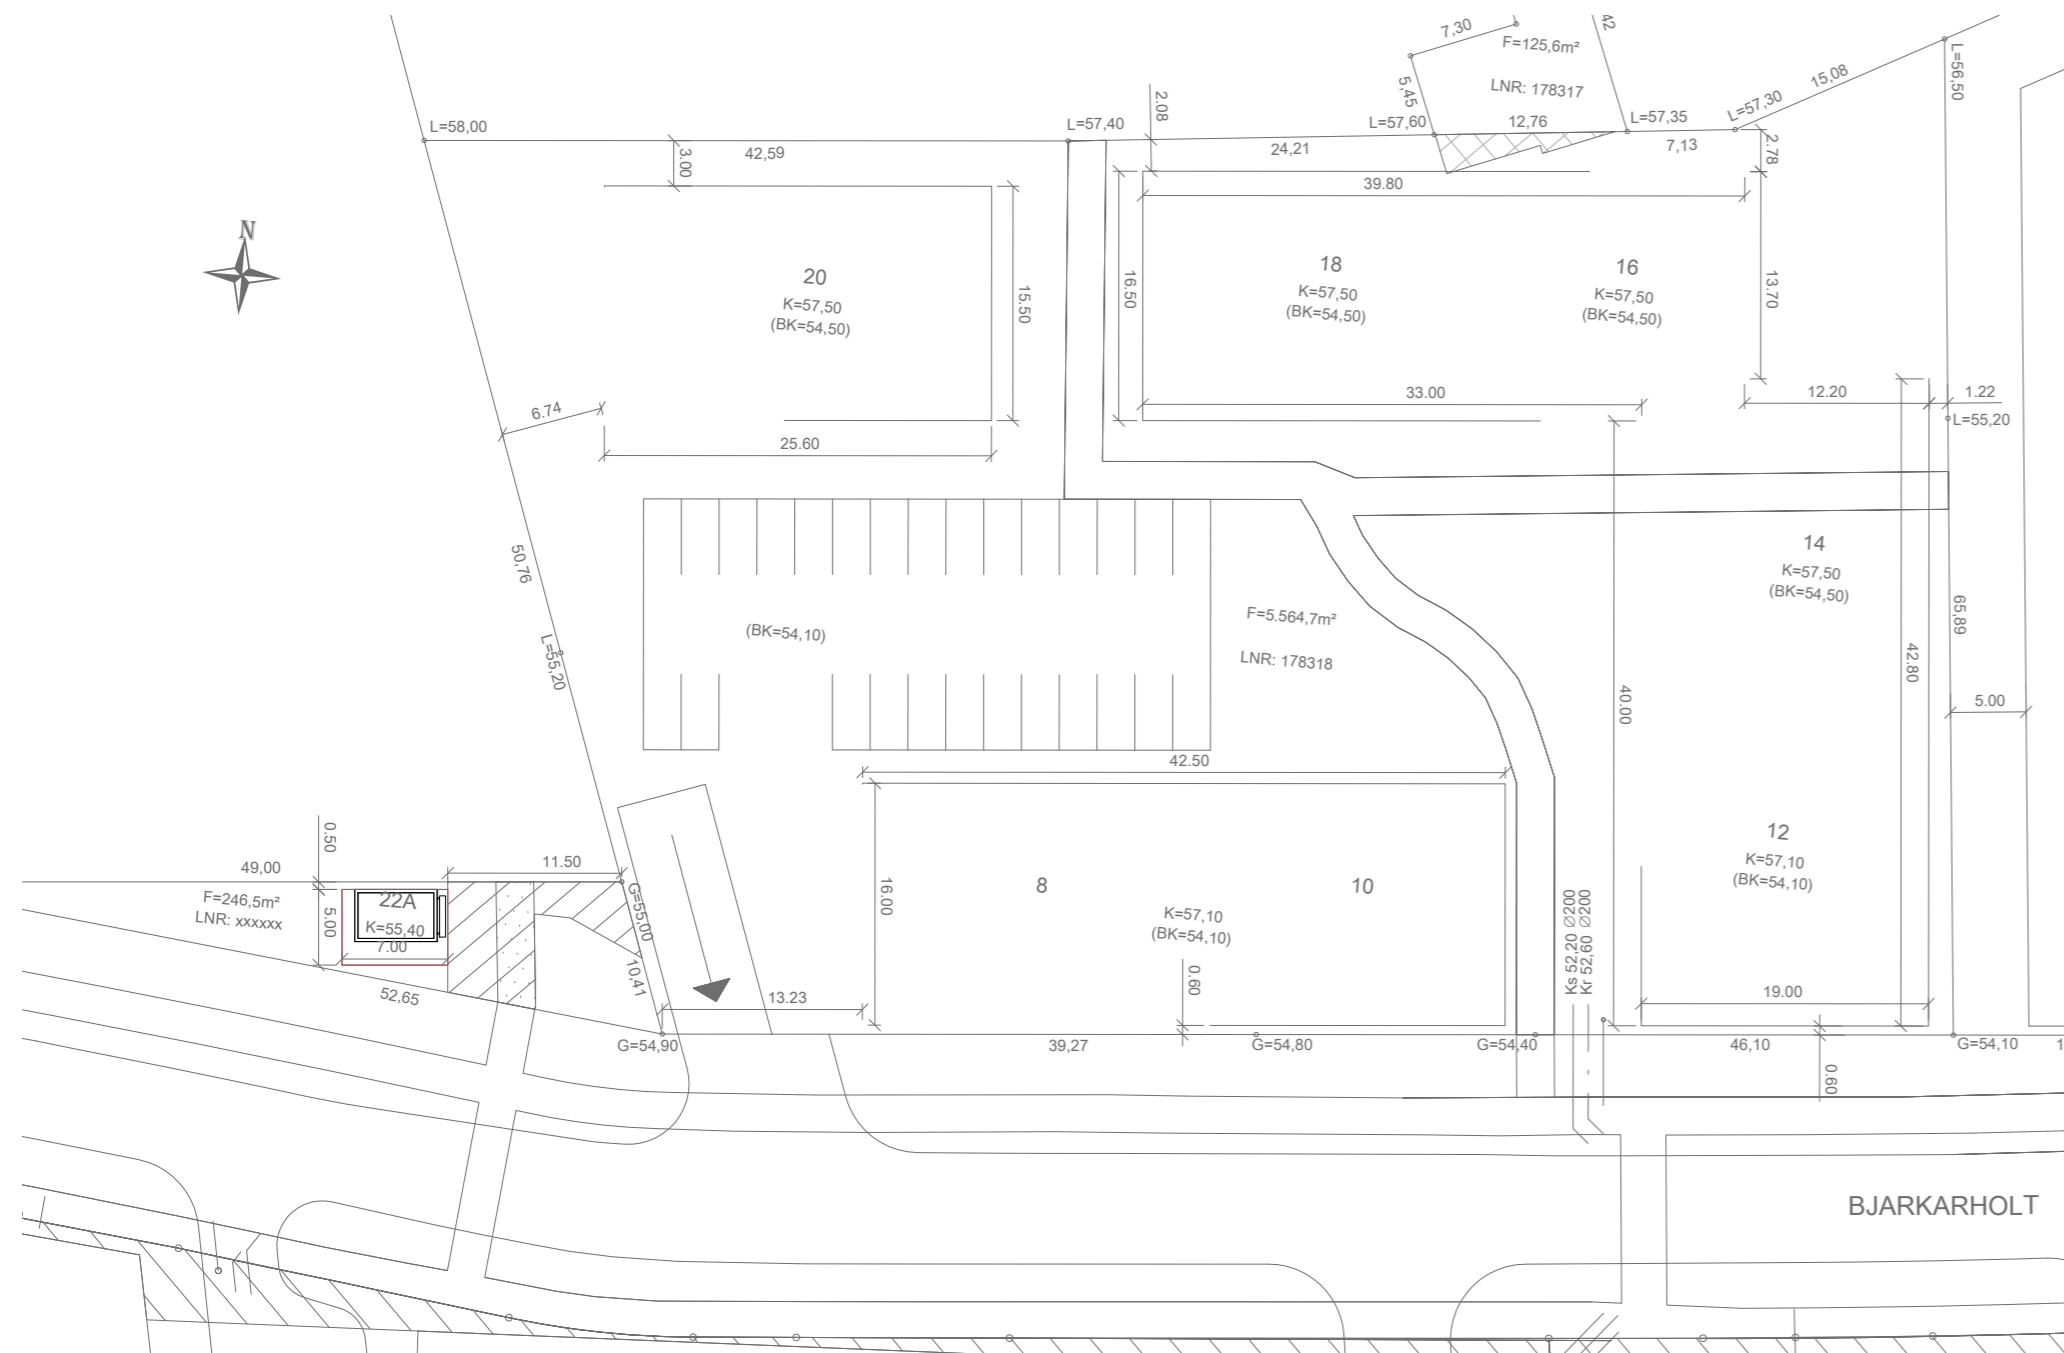 7,30
42
F=125,6m²
LNR: 178317
5,45
L=56,50
15,08
L=57,30
2.08
L=58,00
L=57,40
L=57,60
12,76
L=57,35
3.00
42,59
24,21
7,13
2.78
39.80
N
20
K=57,50
(BK=54,50)
15.50
16.50
18
K=57,50
(BK=54,50)
16
K=57,50
(BK=54,50)
13.70
6.74
33.00
12.20
1.22
L=55,20
25.60
50,76
L=55,20
(BK=54,10)
F=5.564,7m²
LNR: 178318
14
K=57,50
(BK=54,50)
65,89
42.80
40.00
5.00
42.50
0.50
49,00
11.50
F=246,5m²
LNR: xxxxxx
5.00
22A
K=55,40
7.00
52,65
G=55,00
10,41
16.00
8
10
K=57,10
(BK=54,10)
12
K=57,10
(BK=54,10)
Ks 52,20 ∅200
Kr 52,60 ∅200
0.60
13.23
19.00
G=54,90
39,27
G=54,80
G=54,40
46,10
G=54,10
1
0.60
BJARKARHOLT